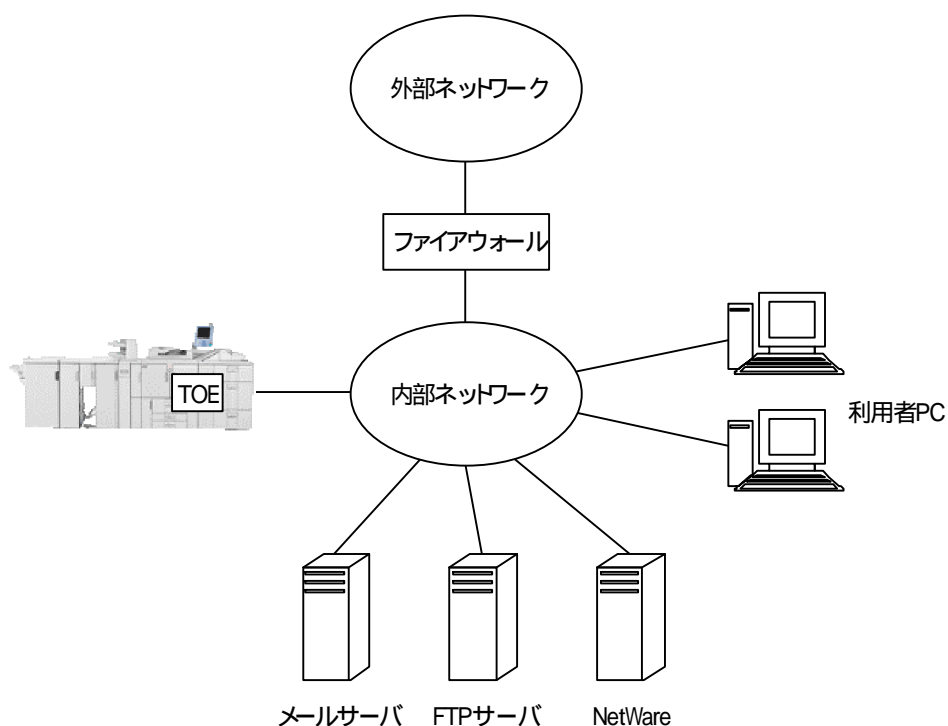 外部ネットワーク
ファイアウォール
TOE
内部ネットワーク
利用者PC
メールサーバ
FTPサーバ
NetWare